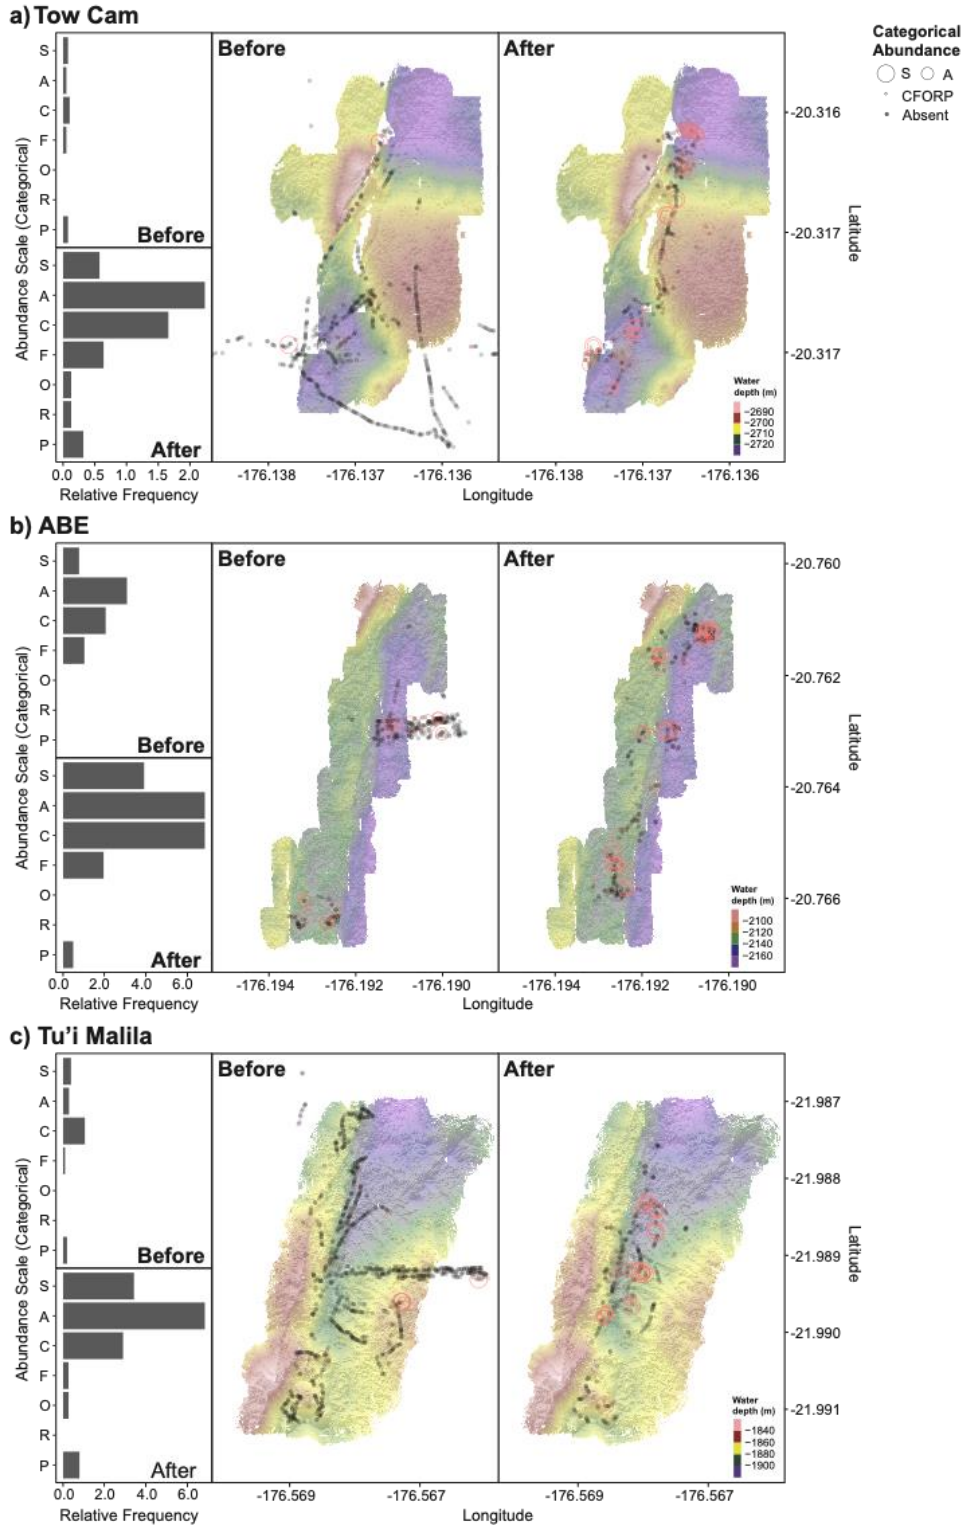 a) Tow Cam
Before
After
Categorical
Abundance
S A
CFORP
Absent
Abundance Scale (Categorical)
S
A
C
F
O
R
P
Before
S
A
C
F
O
R
P
After
0.0 0.5 1.0 1.5 2.0
Relative Frequency
-176.138 -176.137 -176.136
-176.138 -176.137 -176.136
Longitude
-20.316
-20.317
-20.317
Latitude
Water
depth (m)
-2690
-2700
-2710
-2720
b) ABE
Before
After
Abundance Scale (Categorical)
S
A
C
F
O
R
P
Before
S
A
C
F
O
R
P
After
0.0 2.0 4.0 6.0
Relative Frequency
-176.194 -176.192 -176.190
-176.194 -176.192 -176.190
Longitude
-20.760
-20.762
-20.764
-20.766
Latitude
Water
depth (m)
-2100
-2120
-2140
-2160
c) Tu’i Malila
Before
After
Abundance Scale (Categorical)
S
A
C
F
O
R
P
Before
S
A
C
F
O
R
P
After
0.0 2.0 4.0 6.0
Relative Frequency
-176.569 -176.567
-176.569 -176.567
Longitude
-21.987
-21.988
-21.989
-21.990
-21.991
Latitude
Water
depth (m)
-1840
-1860
-1880
-1900